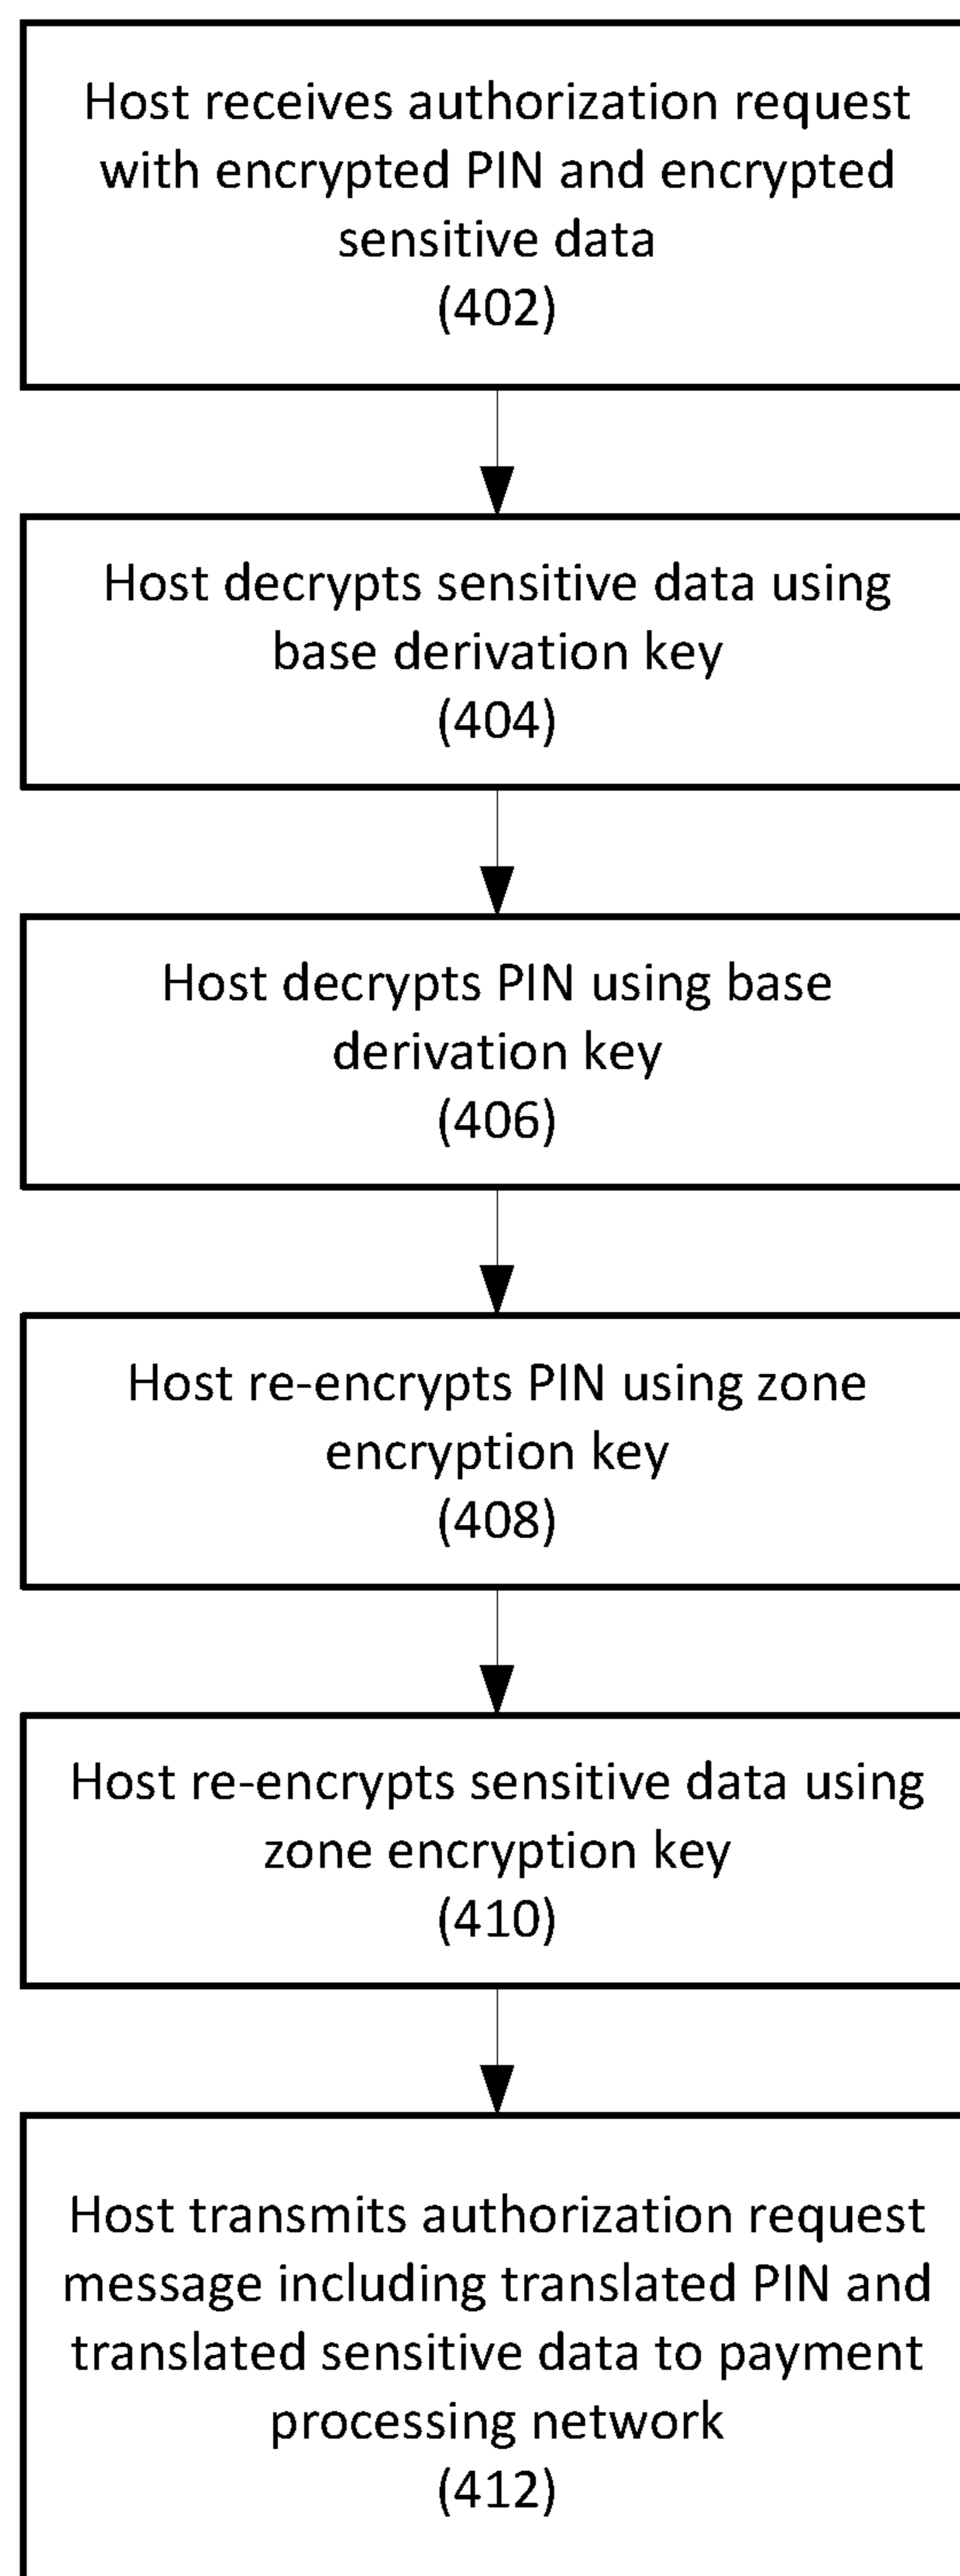 Host receives authorization request
with encrypted PIN and encrypted
sensitive data
(402)
Host decrypts sensitive data using
base derivation key
(404)
Host decrypts PIN using base
derivation key
(406)
Host re-encrypts PIN using zone
encryption key
(408)
Host re-encrypts sensitive data using
zone encryption key
(410)
Host transmits authorization request
message including translated PIN and
translated sensitive data to payment
processing network
(412)